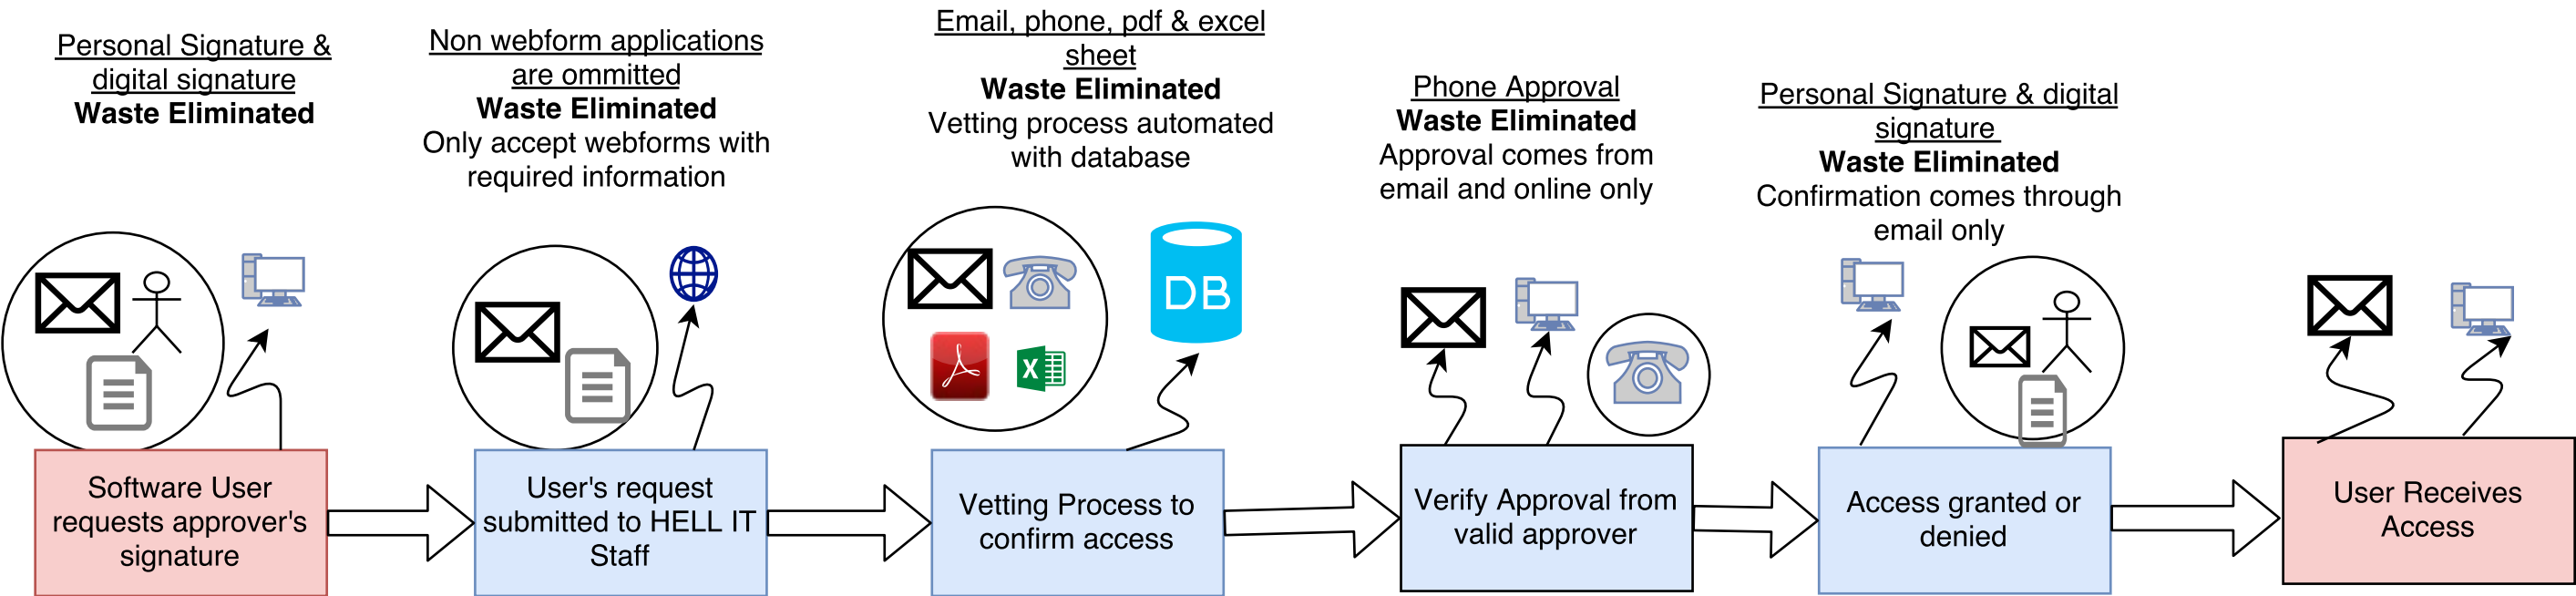 Personal Signature &
digital signature
Waste Eliminated
Non webform applications
are ommitted
Waste Eliminated
Only accept webforms with
required information
Email, phone, pdf & excel
sheet
Waste Eliminated
Vetting process automated
with database
Phone Approval
Waste Eliminated
Approval comes from
email and online only
Personal Signature & digital
signature
Waste Eliminated
Confirmation comes through
email only
DB
X
Software User
requests approver's
signature
User's request
submitted to HELL IT
Staff
Vetting Process to
confirm access
Verify Approval from
valid approver
Access granted or
denied
User Receives
Access